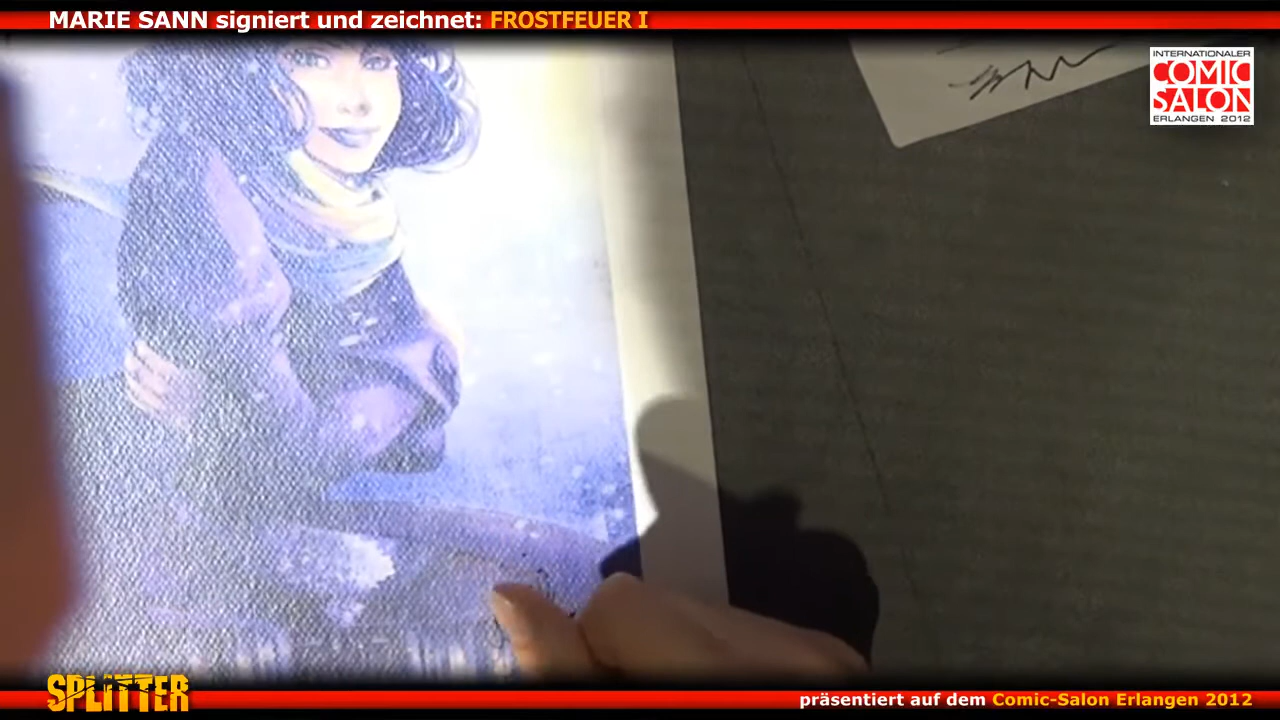 MARIE SANN signiert und zeichnet: FROSTFEUER I
INTERNATIONALER
COMIC
SALON
ERLANGEN 2012
SPLITTER
präsentiert auf dem Comic-Salon Erlangen 2012